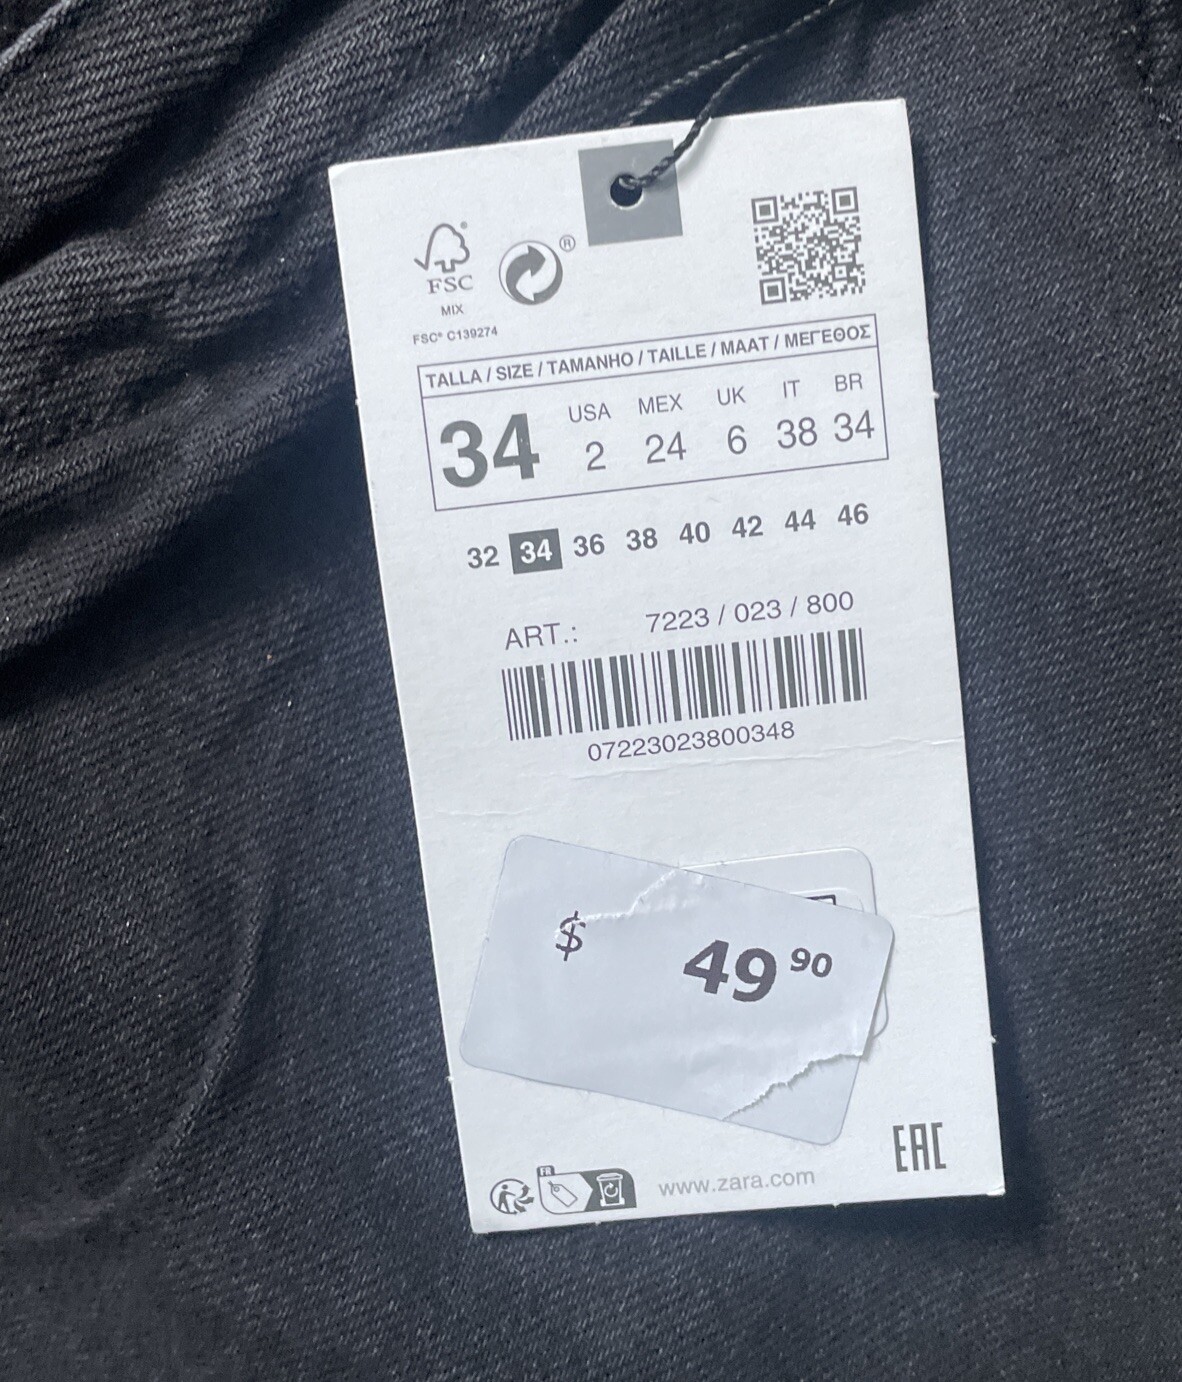 FSC
MIX
FSC® C139274
®
TALLA / SIZE / TAMANHO / TAILLE / MAAT / ΜΕΓΕΘΟΣ
34
USA MEX UK IT BR
2 24 6 38 34
32 34 36 38 40 42 44 46
ART.: 7223 / 023 / 800
07223023800348
$ 49 90
EAC
FR
www.zara.com